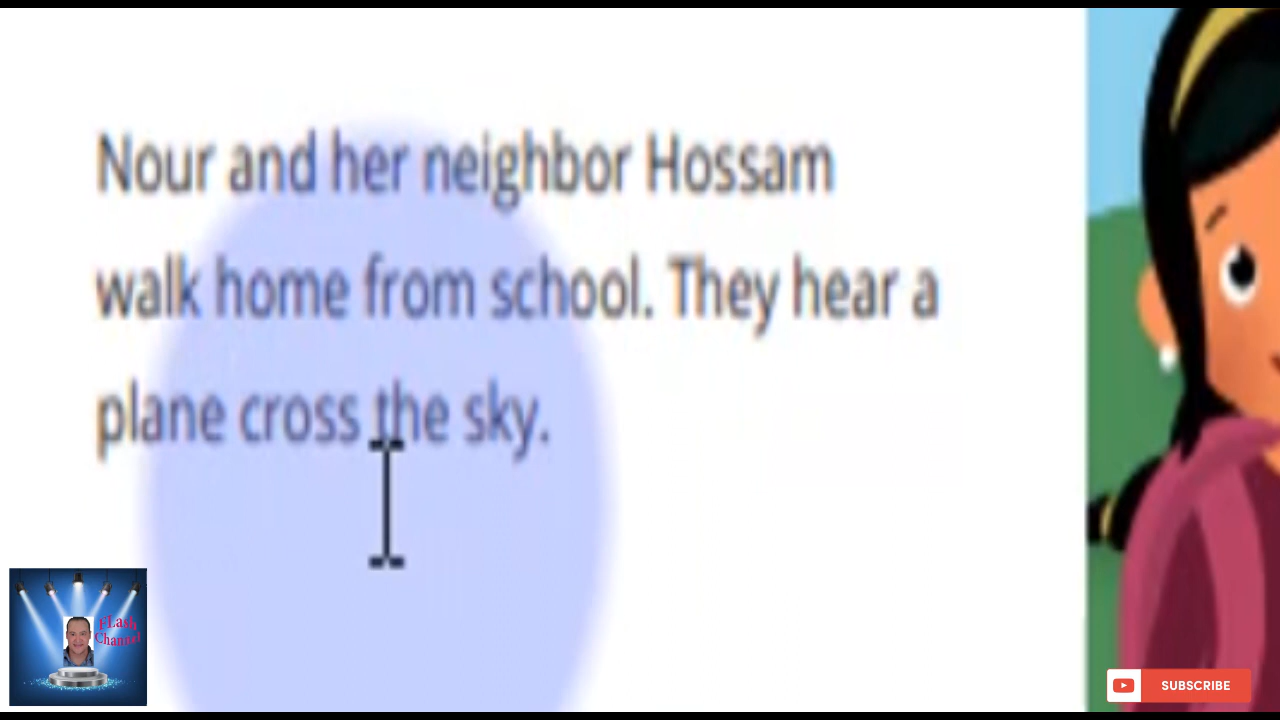 Nour and her neighbor Hossam
walk home from school. They hear a
plane cross the sky.
FLash
Channel
SUBSCRIBE